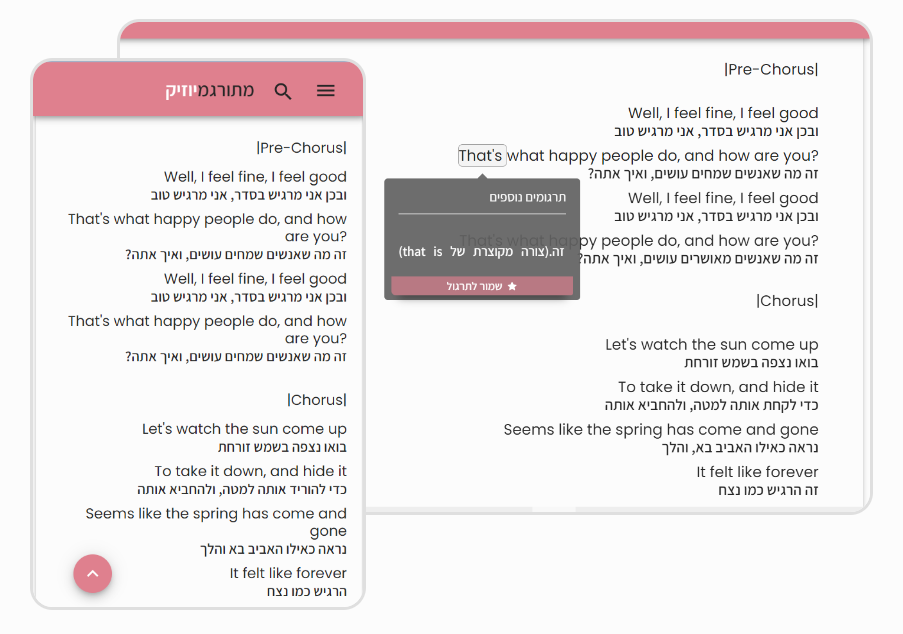 מתורגמיוזיק
|Pre-Chorus|
Well, I feel fine, I feel good
ובכן אני מרגיש בסדר, אני מרגיש טוב
That's what happy people do, and how
are you?
זה מה שאנשים שמחים עושים, ואיך אתה?
Well, I feel fine, I feel good
ובכן אני מרגיש בסדר, אני מרגיש טוב
That's what happy people do, and how
are you?
זה מה שאנשים שמחים עושים, ואיך אתה?
|Chorus|
Let's watch the sun come up
בואו נצפה בשמש זורחת
To take it down, and hide it
כדי להוריד אותה למטה, ולהחביא אותה
Seems like the spring has come and
gone
נראה כאילו האביב בא והלך
It felt like forever
הרגיש כמו נצח
|Pre-Chorus|
Well, I feel fine, I feel good
ובכן אני מרגיש בסדר, אני מרגיש טוב
That's what happy people do, and how are you?
זה מה שאנשים שמחים עושים, ואיך אתה?
Well, I feel fine, I feel good
ובכן אני מרגיש בסדר, אני מרגיש טוב
That's what happy people do, and how are you?
זה מה שאנשים מאושרים עושים, ואיך אתה?
תרגומים נוספים
זה.(צורה מקוצרת של that is)
שמור לתרגול
|Chorus|
Let's watch the sun come up
בואו נצפה בשמש זורחת
To take it down, and hide it
כדי לקחת אותה למטה, ולהחביא אותה
Seems like the spring has come and gone
נראה כאילו האביב בא, והלך
It felt like forever
זה הרגיש כמו נצח